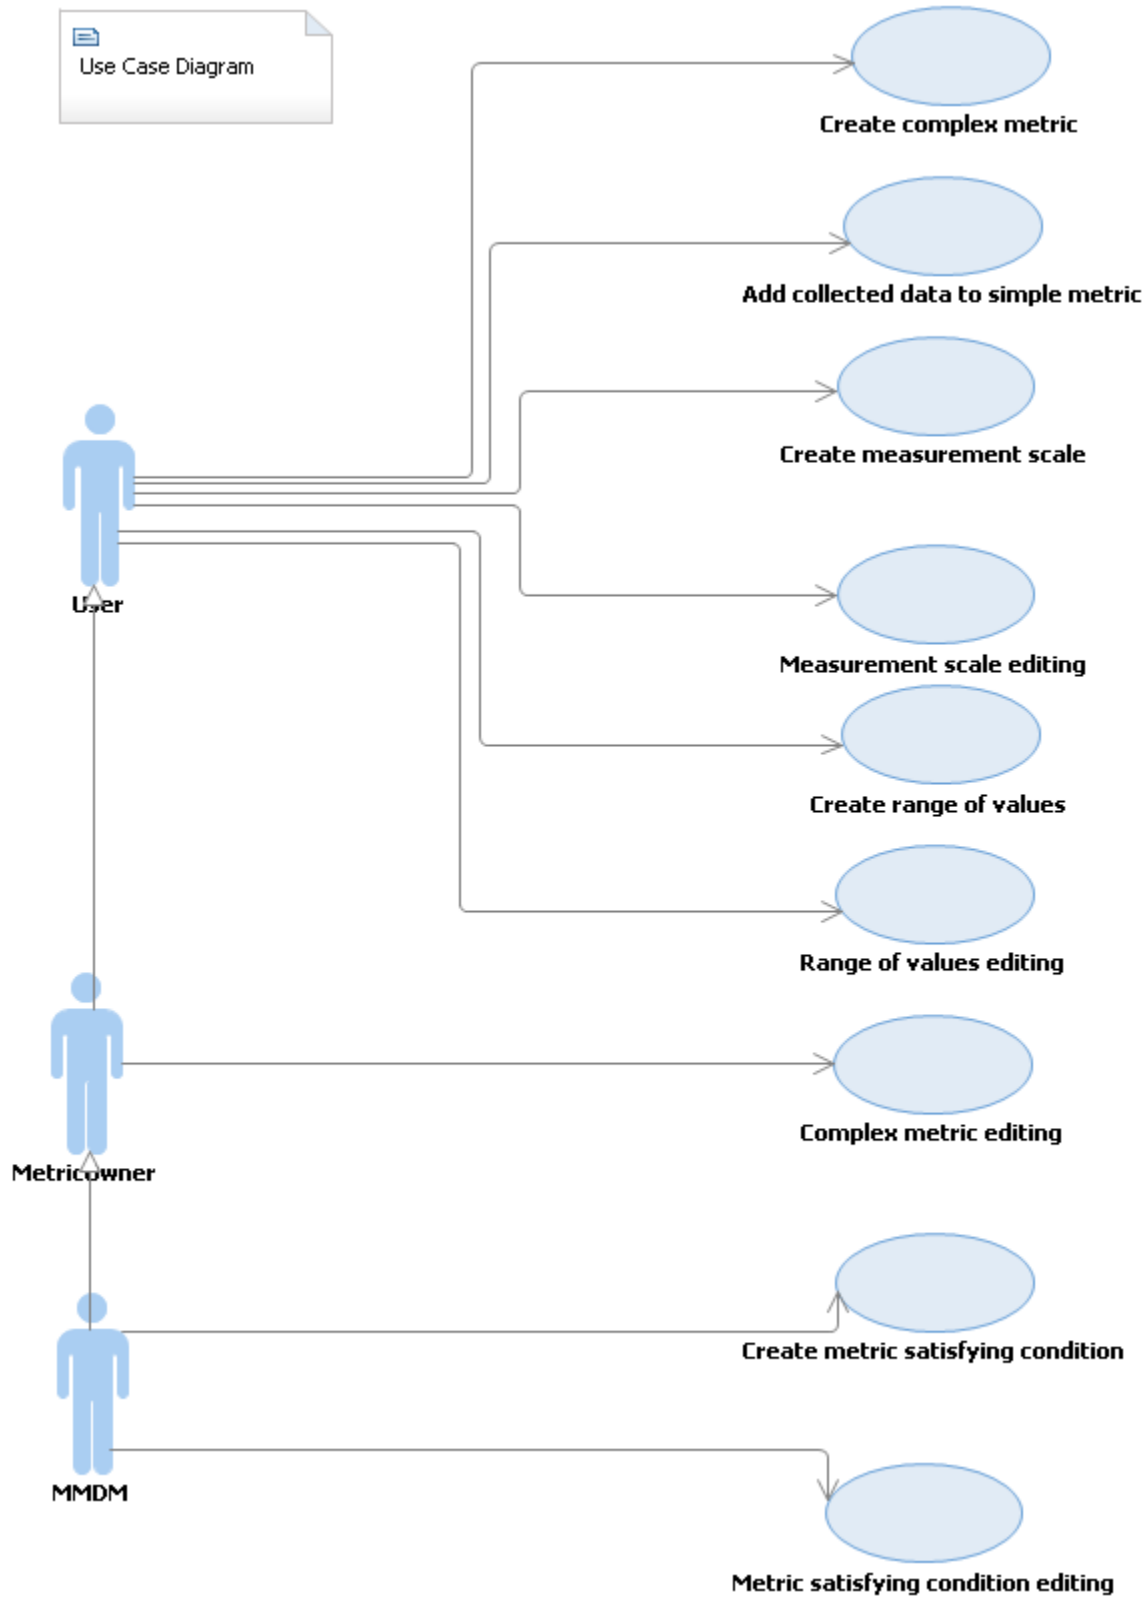 Use Case Diagram
Create complex metric
Add collected data to simple metric
Create measurement scale
User
Measurement scale editing
Create range of values
Range of values editing
Complex metric editing
Metricowner
Create metric satisfying condition
MMDM
Metric satisfying condition editing